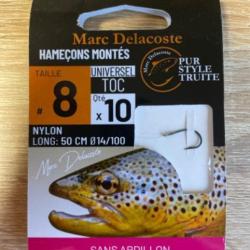 Marc Delacoste
HAMEÇONS MONTÉS
TAILLE
# 8
UNIVERSEL
TOC
Qté
x 10
PUR
STYLE
TRUITE
NYLON
LONG: 50 CM Ø14/100
Marc Delacoste
SANS ARDILLON